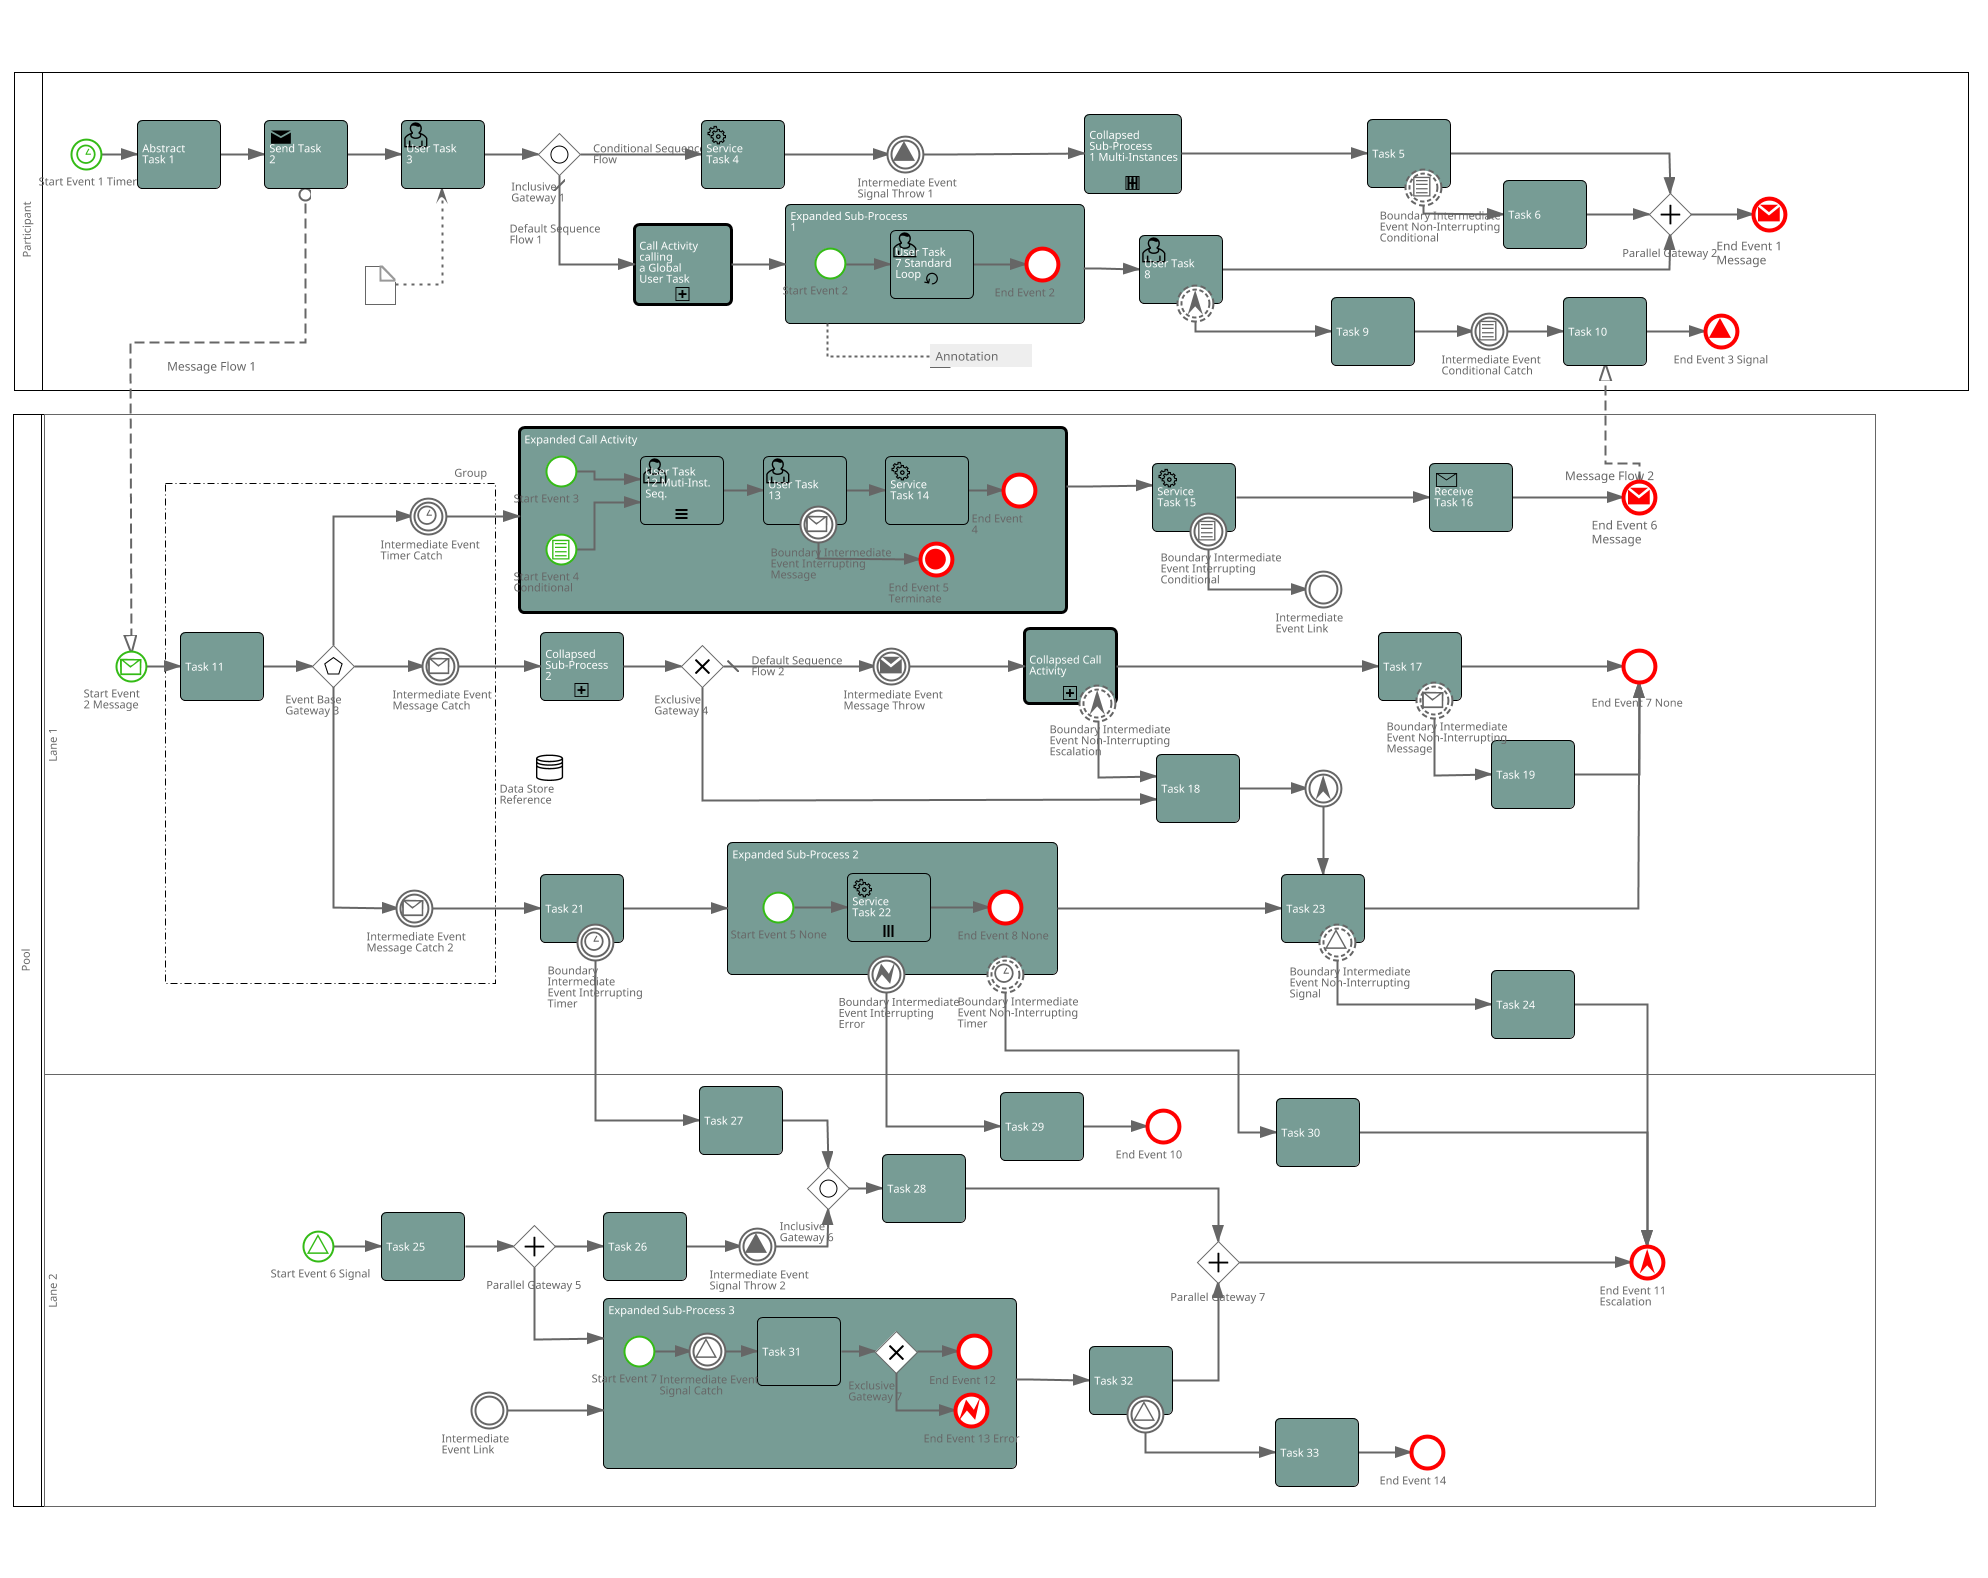 Participant
Start Event 1 Timer
Abstract
Task 1
Send Task
2
User Task
3
Inclusive
Gateway 1
Conditional Sequence
Flow
Default Sequence
Flow 1
Service
Task 4
Intermediate Event
Signal Throw 1
Collapsed
Sub-Process
1 Multi-Instances
Task 5
Boundary Intermediate
Event Non-Interrupting
Conditional
Task 6
Parallel Gateway 2
End Event 1
Message
Call Activity
calling
a Global
User Task
Expanded Sub-Process
1
Start Event 2
User Task
7 Standard
Loop
End Event 2
User Task
8
Task 9
Intermediate Event
Conditional Catch
Task 10
End Event 3 Signal
Annotation
Message Flow 1
Pool
Lane 1
Group
Expanded Call Activity
Start Event 3
Start Event 4
Conditional
User Task
12 Muti-Inst.
Seq.
User Task
13
Service
Task 14
End Event
4
Boundary Intermediate
Event Interrupting
Message
End Event 5
Terminate
Service
Task 15
Boundary Intermediate
Event Interrupting
Conditional
Intermediate
Event Link
Receive
Task 16
Message Flow 2
End Event 6
Message
Intermediate Event
Timer Catch
Start Event
2 Message
Task 11
Event Base
Gateway 3
Intermediate Event
Message Catch
Collapsed
Sub-Process
2
Exclusive
Gateway 4
Default Sequence
Flow 2
Intermediate Event
Message Throw
Collapsed Call
Activity
Boundary Intermediate
Event Non-Interrupting
Escalation
Task 17
Boundary Intermediate
Event Non-Interrupting
Message
End Event 7 None
Task 18
Task 19
Data Store
Reference
Intermediate Event
Message Catch 2
Task 21
Boundary
Intermediate
Event Interrupting
Timer
Expanded Sub-Process 2
Start Event 5 None
Service
Task 22
End Event 8 None
Boundary Intermediate
Event Interrupting
Error
Boundary Intermediate
Event Non-Interrupting
Timer
Task 23
Boundary Intermediate
Event Non-Interrupting
Signal
Task 24
Lane 2
Task 27
Task 29
End Event 10
Task 30
Task 28
Inclusive
Gateway 6
Start Event 6 Signal
Task 25
Parallel Gateway 5
Task 26
Intermediate Event
Signal Throw 2
Parallel Gateway 7
End Event 11
Escalation
Expanded Sub-Process 3
Start Event 7
Intermediate Event
Signal Catch
Task 31
Exclusive
Gateway 7
End Event 12
End Event 13 Error
Intermediate
Event Link
Task 32
Task 33
End Event 14